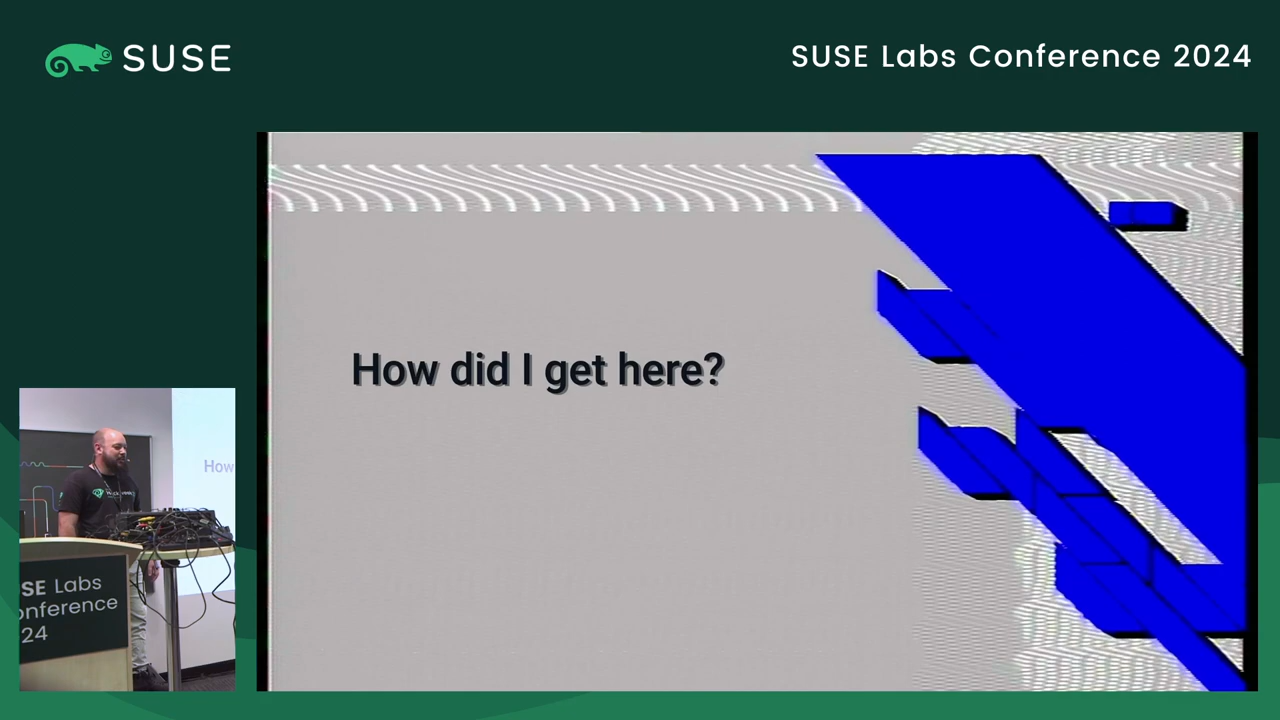 SUSE
SUSE Labs Conference 2024
How did I get here?
How
SE Labs
onference
24